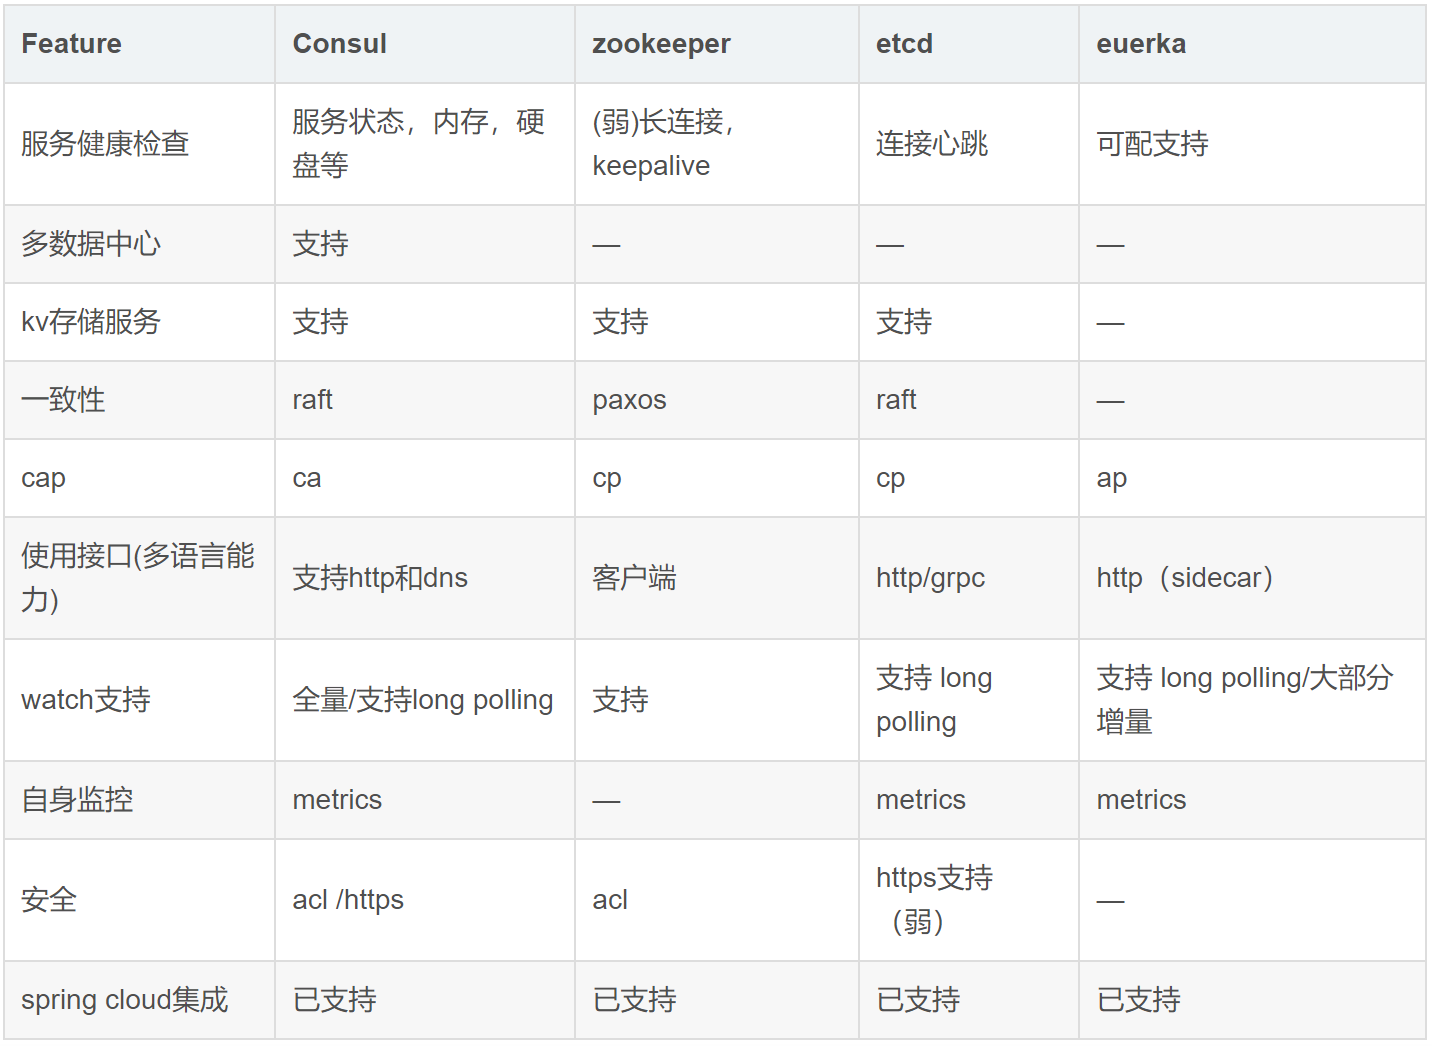 Feature Consul zookeeper etcd euerka
服务健康检查 服务状态，内存，硬 (弱)长连接， 连接心跳 可配支持
盘等 keepalive
多数据中心 支持 — — —
kv存储服务 支持 支持 支持 —
一致性 raft paxos raft —
cap ca cp cp ap
使用接口(多语言能 支持http和dns 客户端 http/grpc http（sidecar）
力)
watch支持 全量/支持long polling 支持 支持 long 支持 long polling/大部分
polling 增量
自身监控 metrics — metrics metrics
安全 acl /https acl https支持 —
（弱）
spring cloud集成 已支持 已支持 已支持 已支持